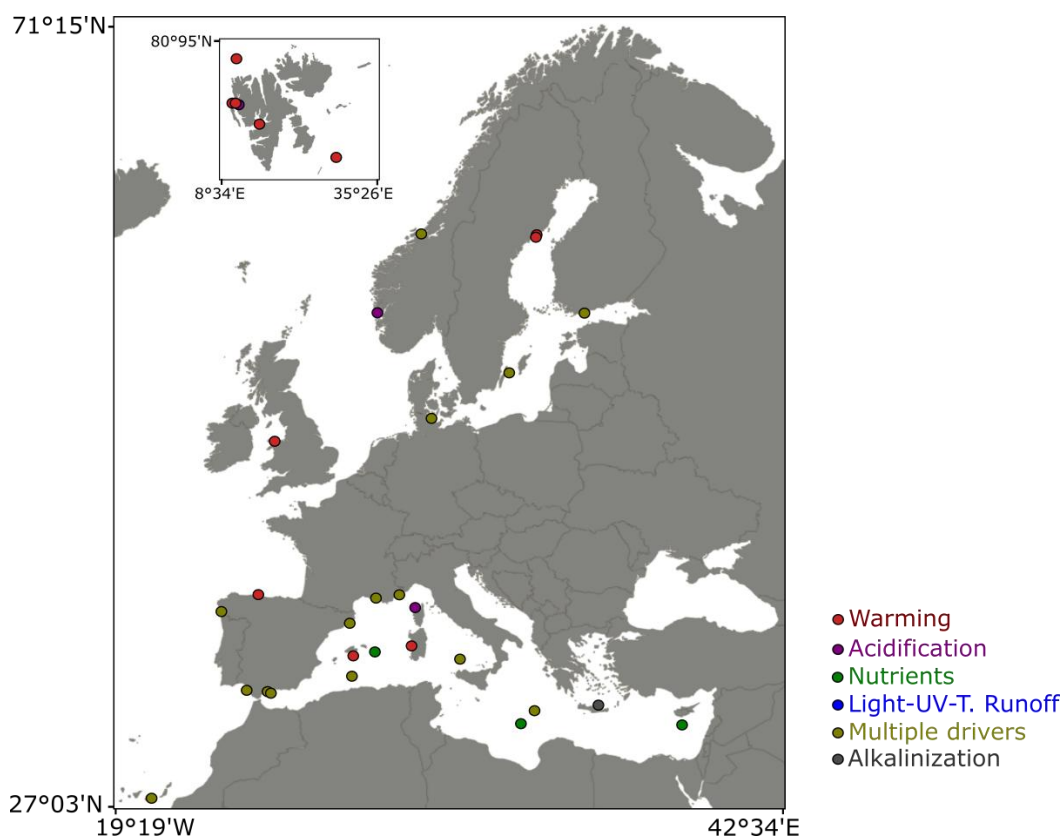 71°15'N
80°95'N
8°34'E
35°26'E
Warming
Acidification
Nutrients
Light-UV-T. Runoff
Multiple drivers
Alkalinization
27°03'N
19°19'W
42°34'E